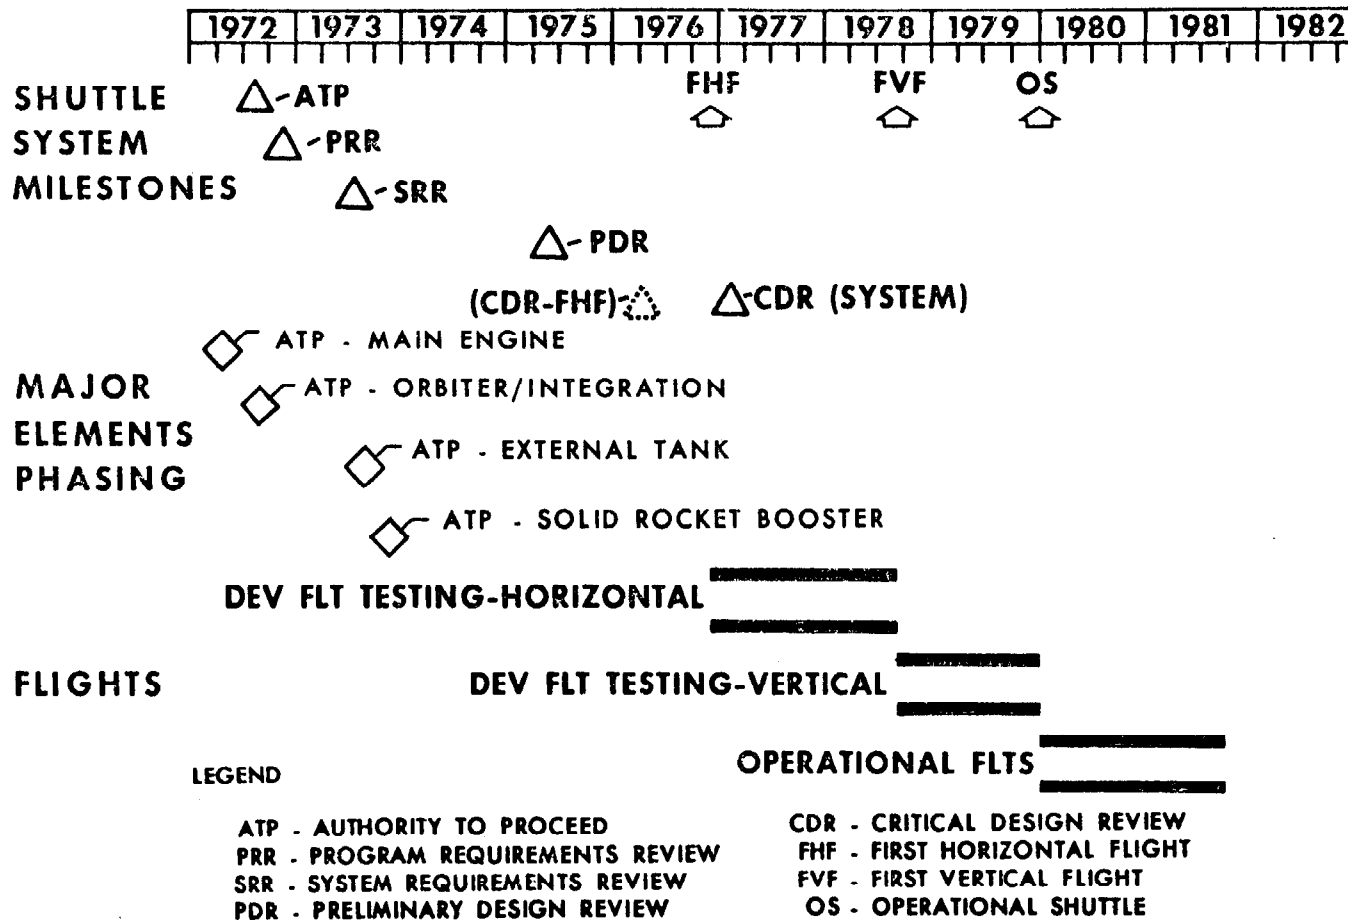 1972 1973 1974 1975 1976 1977 1978 1979 1980 1981 1982
FHF FVF OS
SHUTTLE
SYSTEM
MILESTONES
ATP
PRR
SRR
PDR
(CDR-FHF) CDR (SYSTEM)
MAJOR
ELEMENTS
PHASING
ATP - MAIN ENGINE
ATP - ORBITER/INTEGRATION
ATP - EXTERNAL TANK
ATP - SOLID ROCKET BOOSTER
FLIGHTS
DEV FLT TESTING-HORIZONTAL
DEV FLT TESTING-VERTICAL
OPERATIONAL FLTS
LEGEND
ATP - AUTHORITY TO PROCEED
PRR - PROGRAM REQUIREMENTS REVIEW
SRR - SYSTEM REQUIREMENTS REVIEW
PDR - PRELIMINARY DESIGN REVIEW
CDR - CRITICAL DESIGN REVIEW
FHF - FIRST HORIZONTAL FLIGHT
FVF - FIRST VERTICAL FLIGHT
OS - OPERATIONAL SHUTTLE